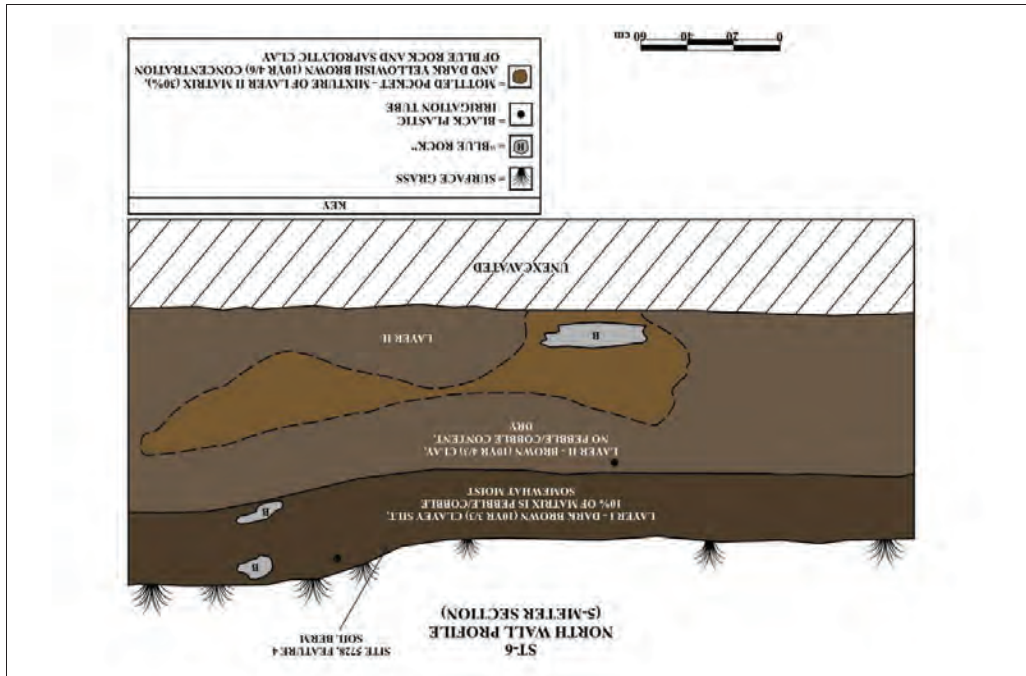 ST-6
NORTH WALL PROFILE
(5-METER SECTION)
SITE 5728, FEATURE 4
SOIL BERM
LAYER I - DARK BROWN (10YR 3/3) CLAYEY SILT,
10% OF MATRIX IS PEBBLE/COBBLE
SOMEWHAT MOIST
B
B
LAYER II - BROWN (10YR 4/3) CLAY,
NO PEBBLE/COBBLE CONTENT,
DRY
B
LAYER II
UNEXCAVATED
KEY
= SURFACE GRASS
B
= "BLUE ROCK"
= BLACK PLASTIC
IRRIGATION TUBE
= MOTTLED POCKET - MIXTURE OF LAYER II MATRIX (30%),
AND DARK YELLOWISH BROWN (10YR 4/6) CONCENTRATION
OF BLUE ROCK AND SAPROLYTIC CLAY
0 20 40 60 cm